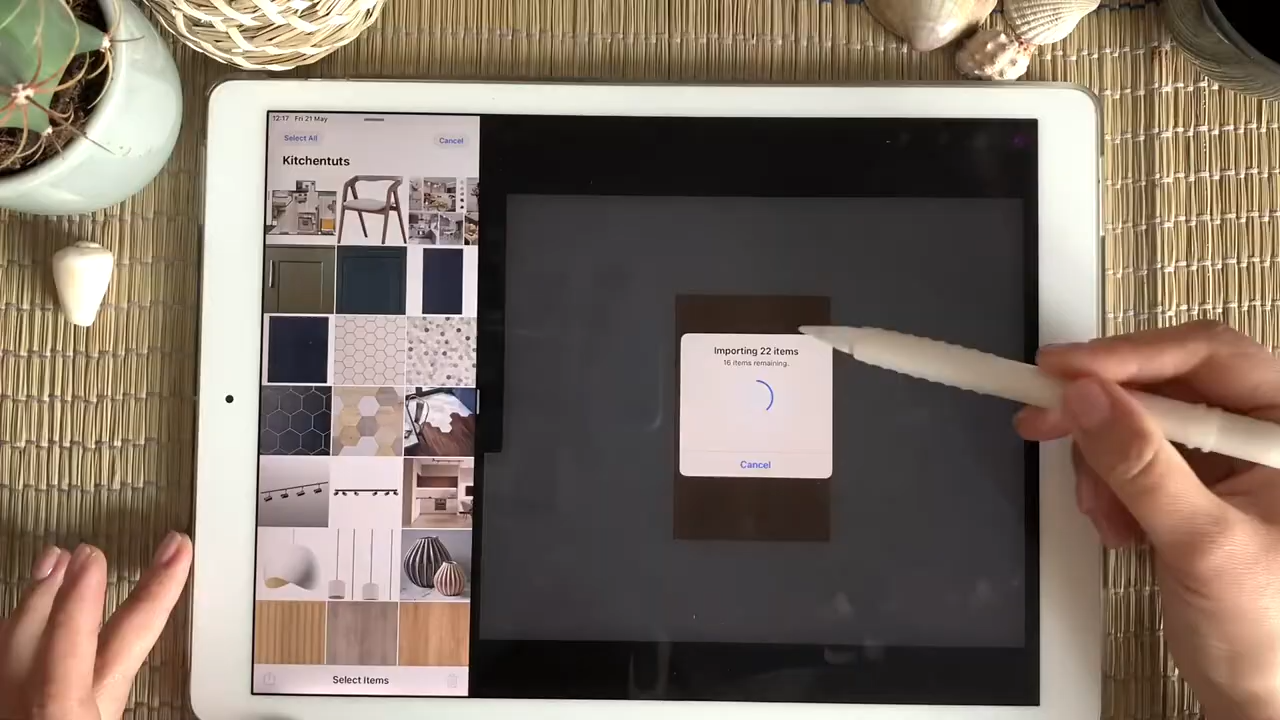 12:17 Fri 21 May
Select All
Cancel
Kitchentuts
Importing 22 items
16 items remaining.
Cancel
Select Items